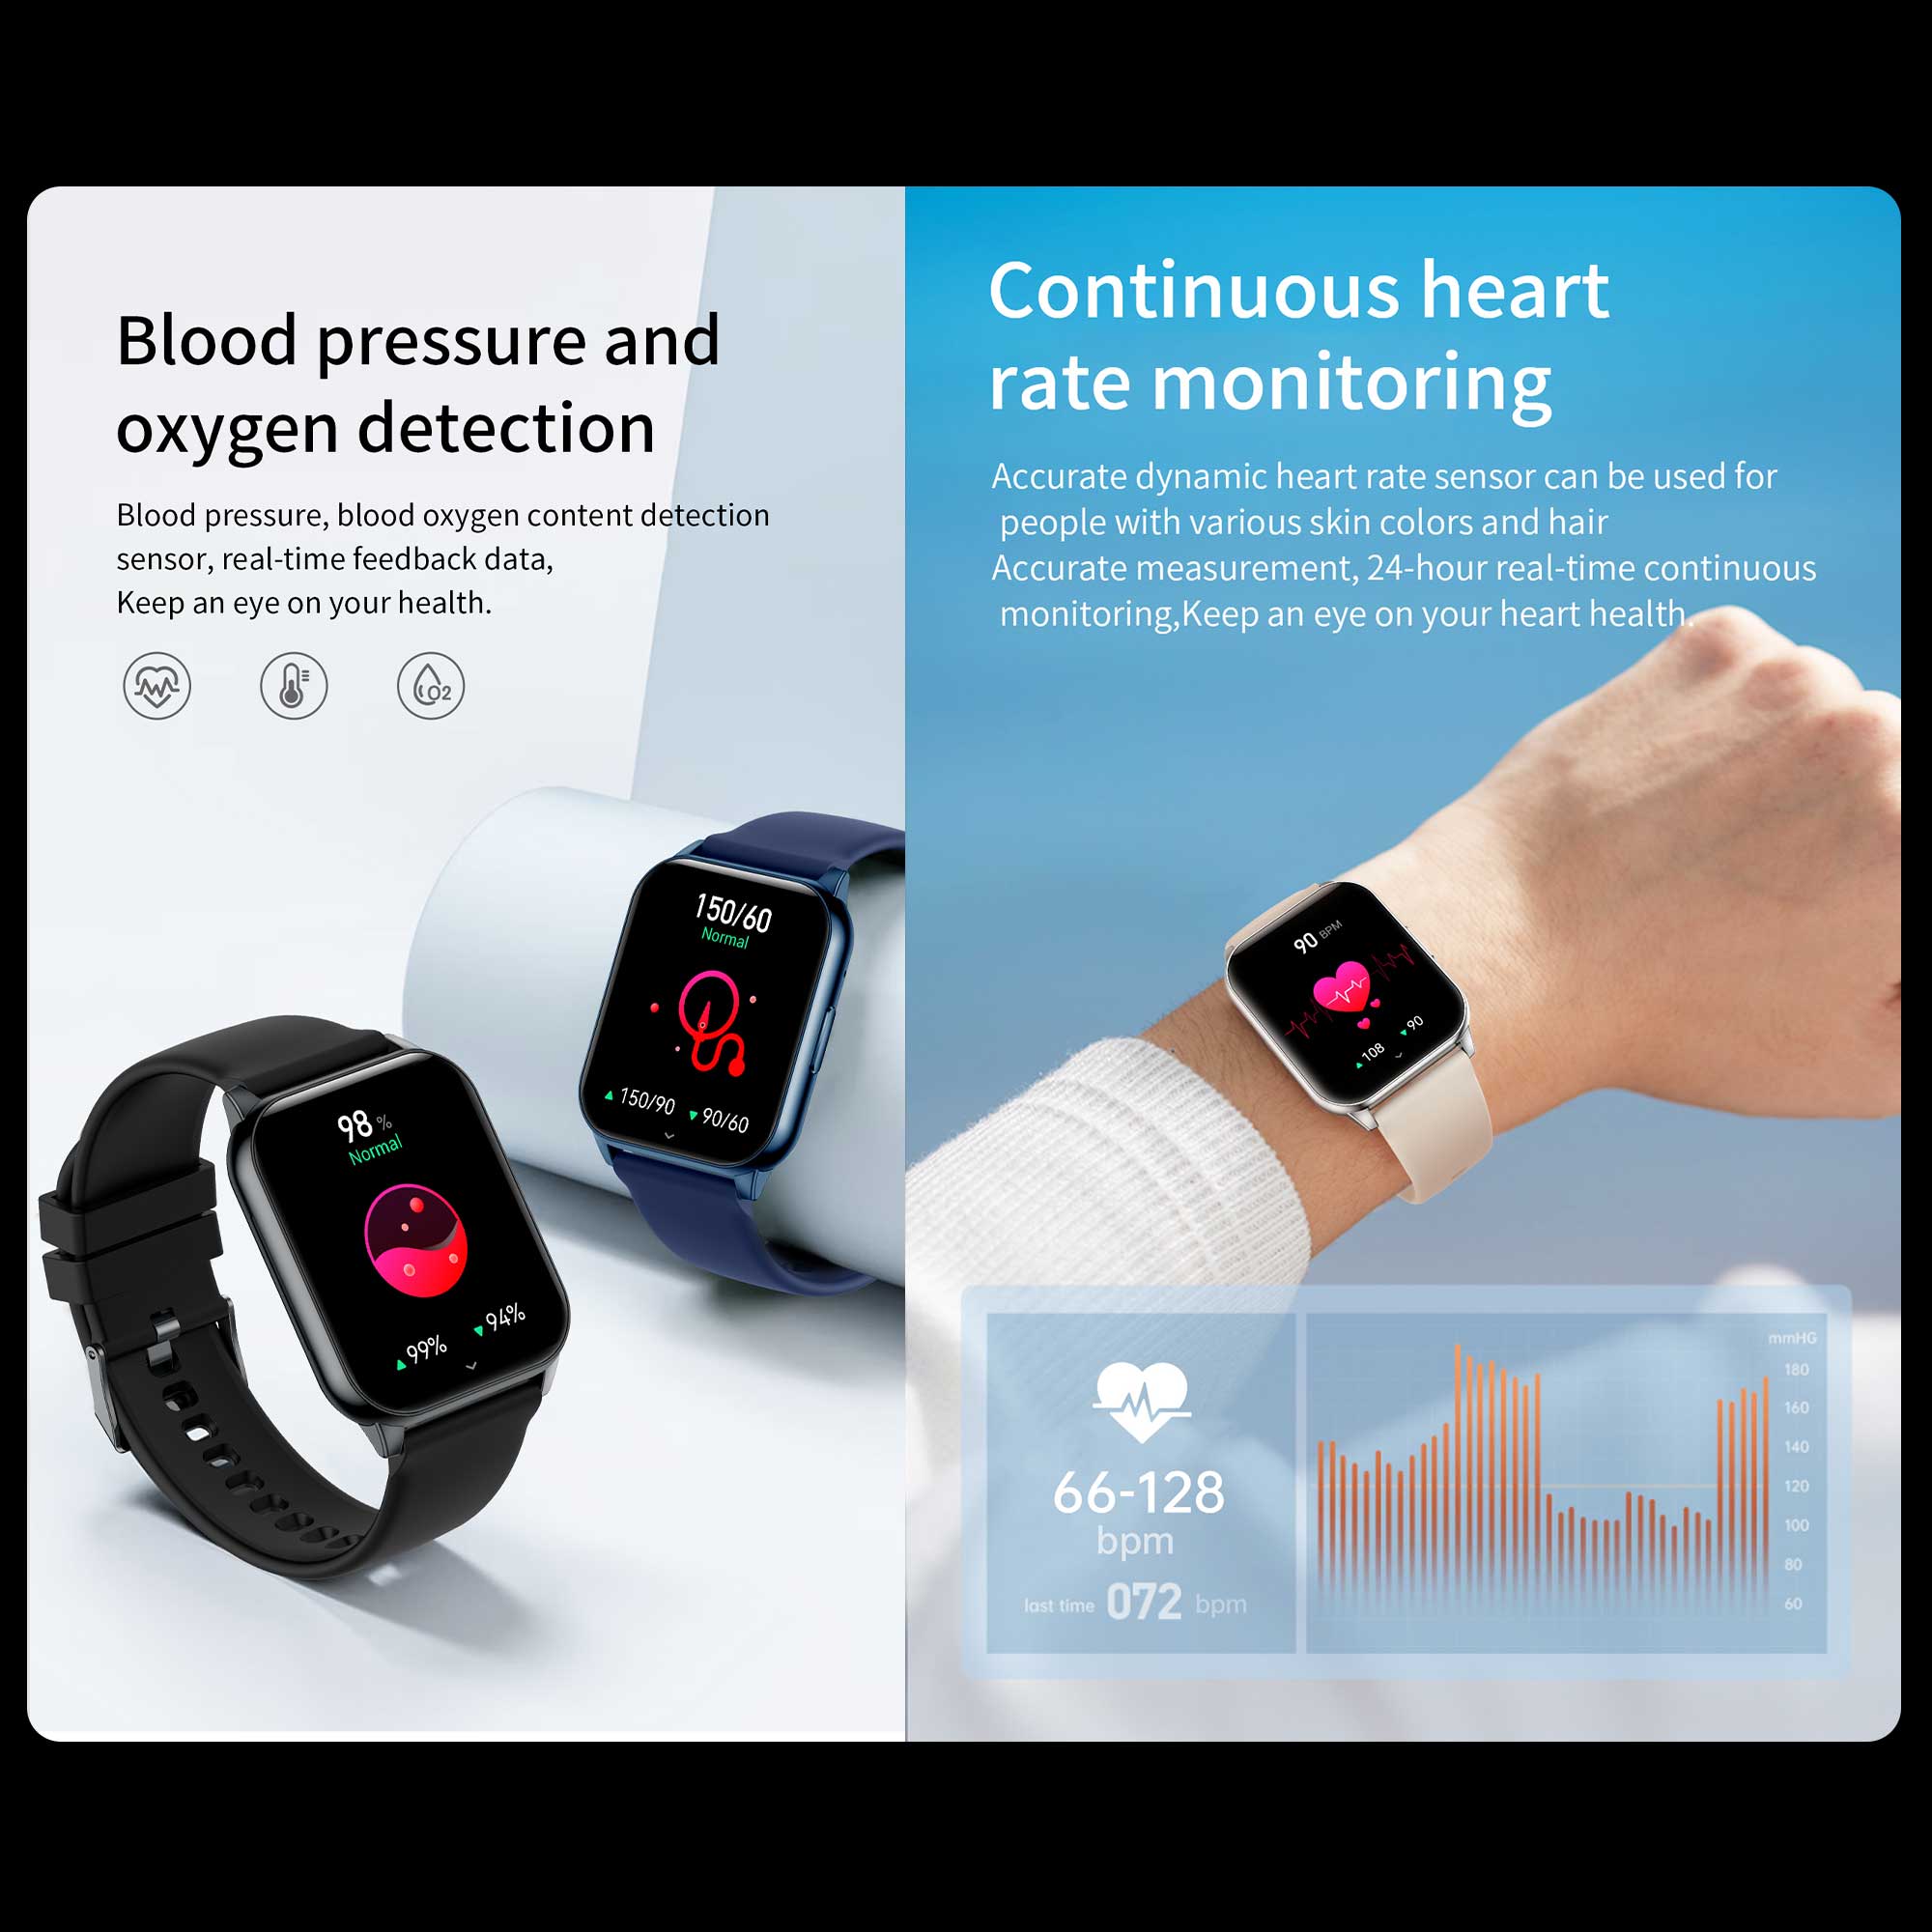 Blood pressure and
oxygen detection
Blood pressure, blood oxygen content detection
sensor, real-time feedback data,
Keep an eye on your health.
O2
150/60
Normal
150/90 90/60
98 %
Normal
99% 94%
Continuous heart
rate monitoring
Accurate dynamic heart rate sensor can be used for
people with various skin colors and hair
Accurate measurement, 24-hour real-time continuous
monitoring,Keep an eye on your heart health.
90 BPM
108 90
66-128
bpm
last time 072 bpm
mmHG
180
160
140
120
100
80
60